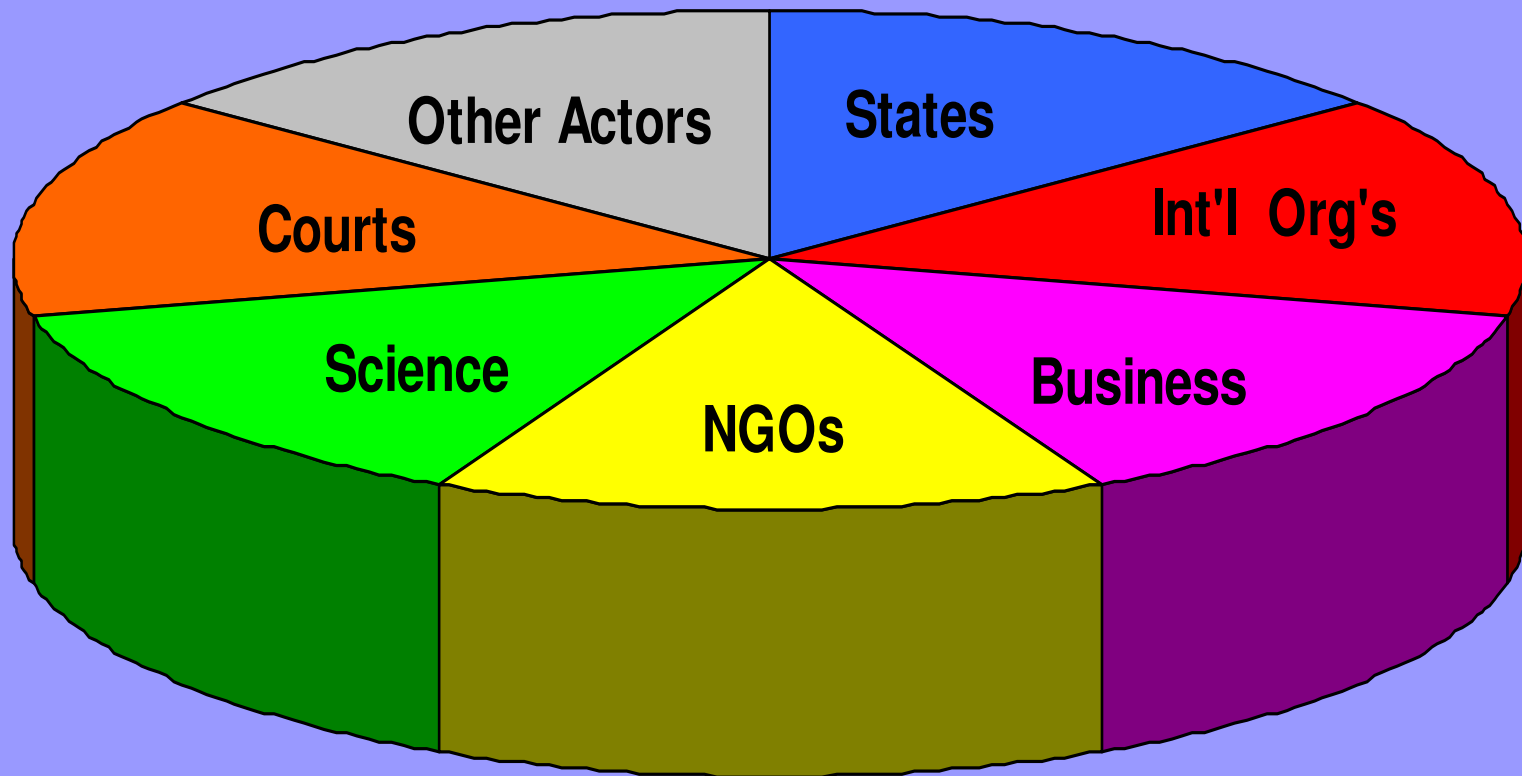 Other Actors
States
Int'l Org's
Courts
Science
Business
NGOs